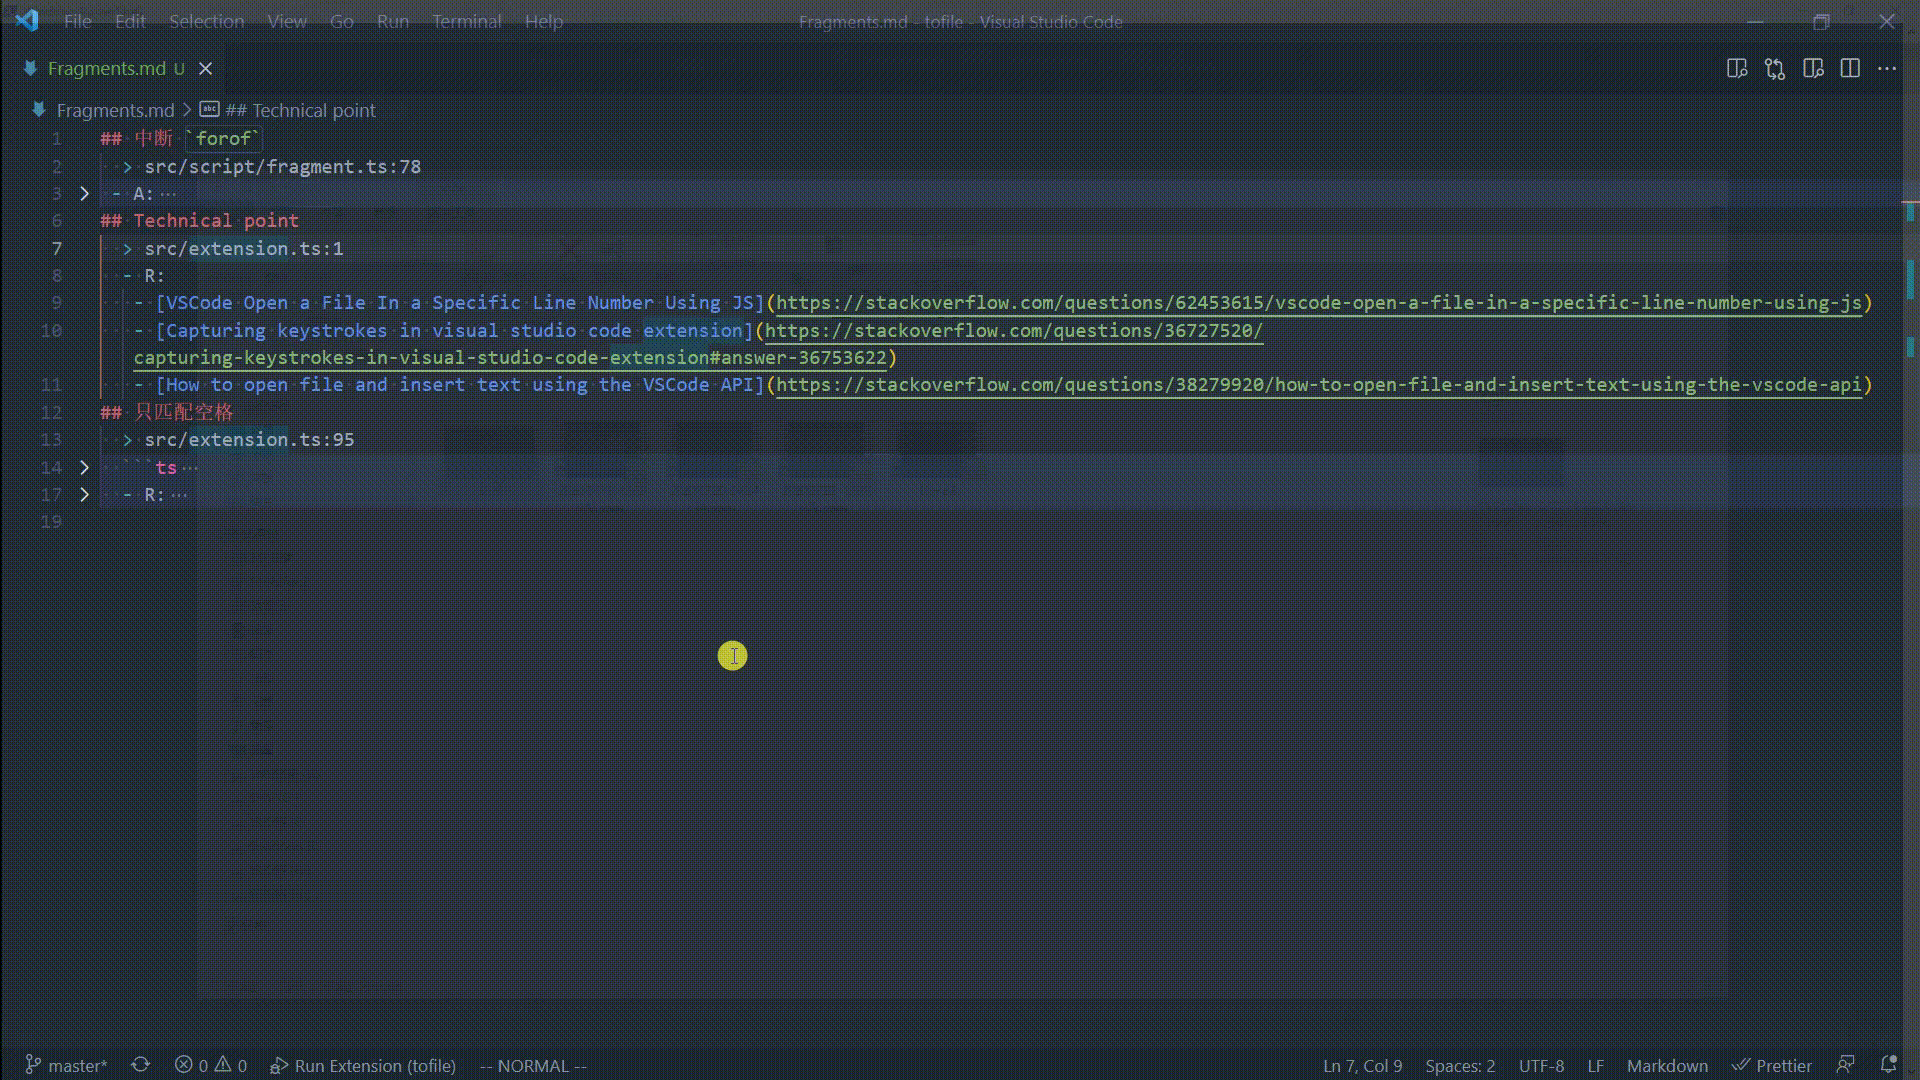 File Edit Selection View Go Run Terminal Help Fragments.md - tofile - Visual Studio Code
Fragments.md U
Fragments.md > ## Technical point
1 ## 中断 `forof`
2 > src/script/fragment.ts:78
3 - A: ···
6 ## Technical point
7 > src/extension.ts:1
8 - R:
9 - [VSCode Open a File In a Specific Line Number Using JS](https://stackoverflow.com/questions/62453615/vscode-open-a-file-in-a-specific-line-number-using-js)
10 - [Capturing keystrokes in visual studio code extension](https://stackoverflow.com/questions/36727520/
capturing-keystrokes-in-visual-studio-code-extension#answer-36753622)
11 - [How to open file and insert text using the VSCode API](https://stackoverflow.com/questions/38279920/how-to-open-file-and-insert-text-using-the-vscode-api)
12 ## 只匹配空格
13 > src/extension.ts:95
14 ```ts ···
17 - R: ···
19
master* 0 0 Run Extension (tofile) -- NORMAL -- Ln 7, Col 9 Spaces: 2 UTF-8 LF Markdown Prettier